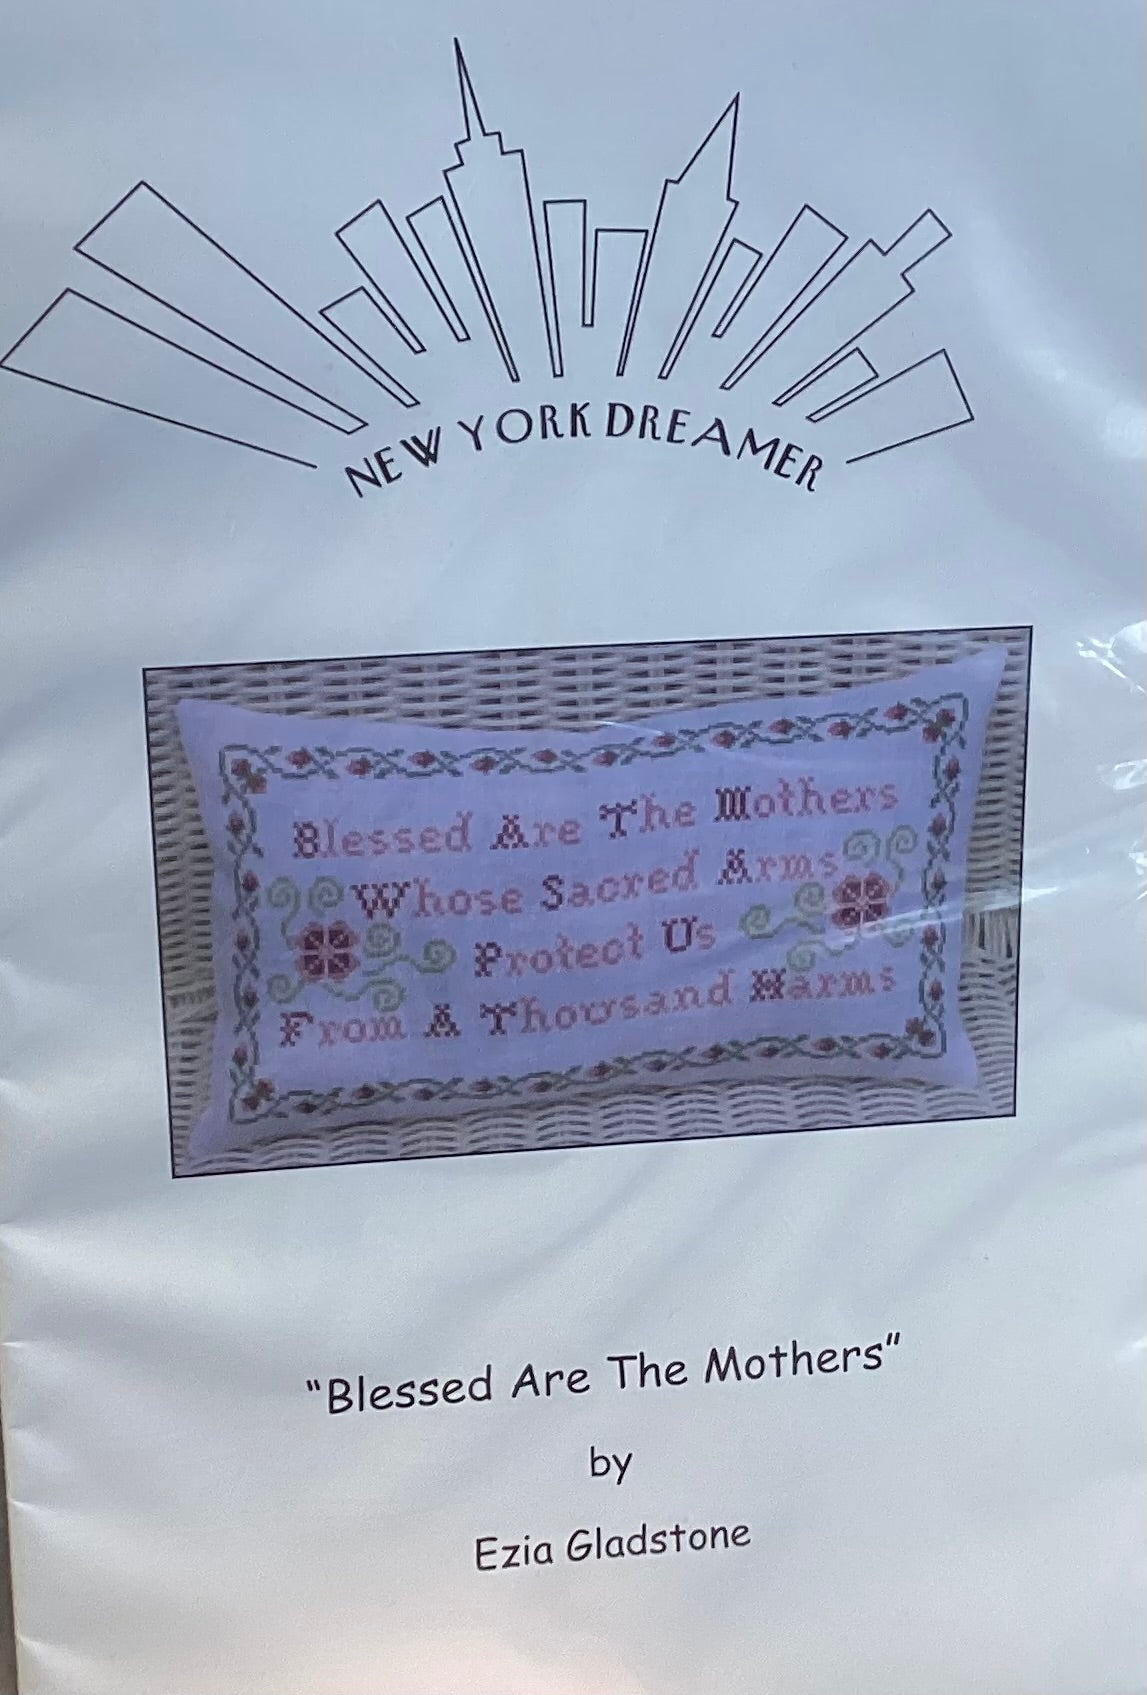 NEW YORK DREAMER
Blessed Are The Mothers
Whose Sacred Arms
Protect Us
From A Thousand Harms
"Blessed Are The Mothers"
by
Ezia Gladstone